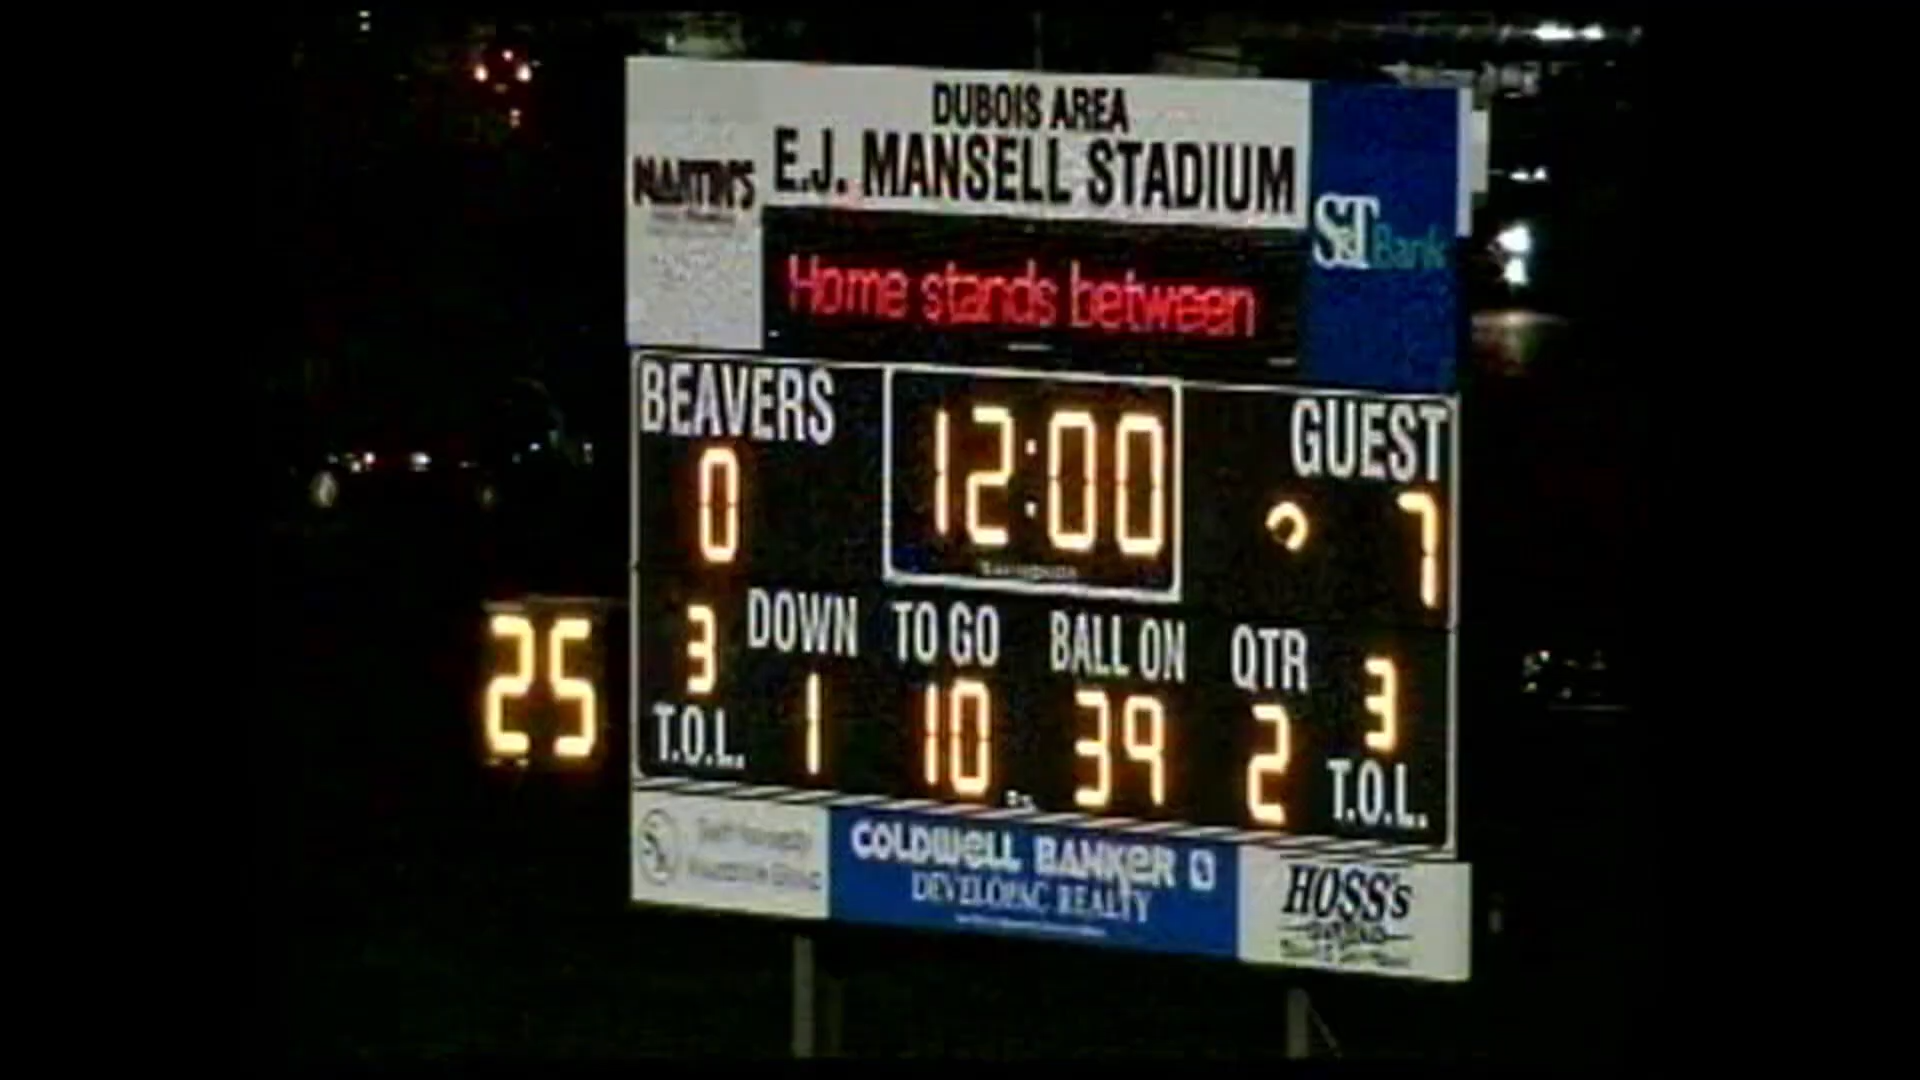 DUBOIS AREA
E.J. MANSELL STADIUM
MARTIN'S
S&T Bank
Home stands between
BEAVERS
12:00
GUEST
0
7
25
3
DOWN
TO GO
BALL ON
QTR
3
T.O.L.
1
10
39
2
T.O.L.
COLDWELL BANKER
DEVELOPAC REALTY
HOSS's